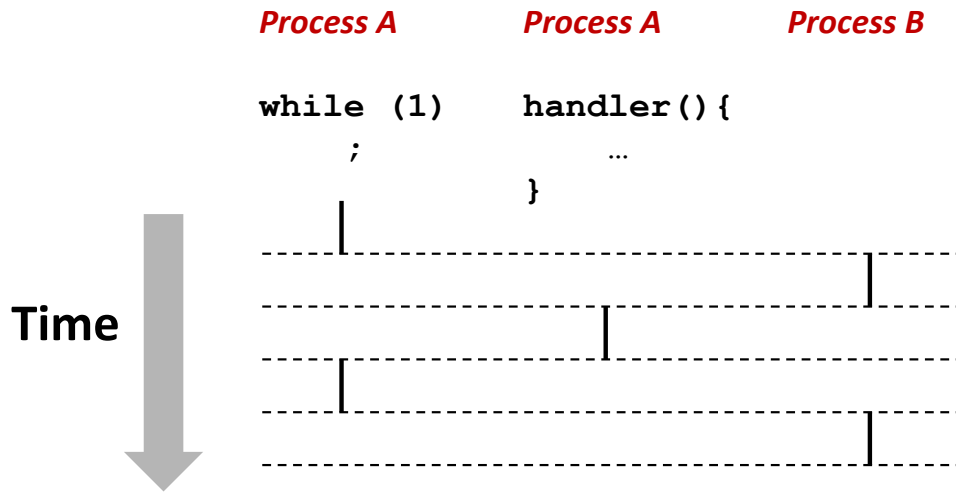 Process A Process A Process B
while (1) handler(){
; …
}
Time